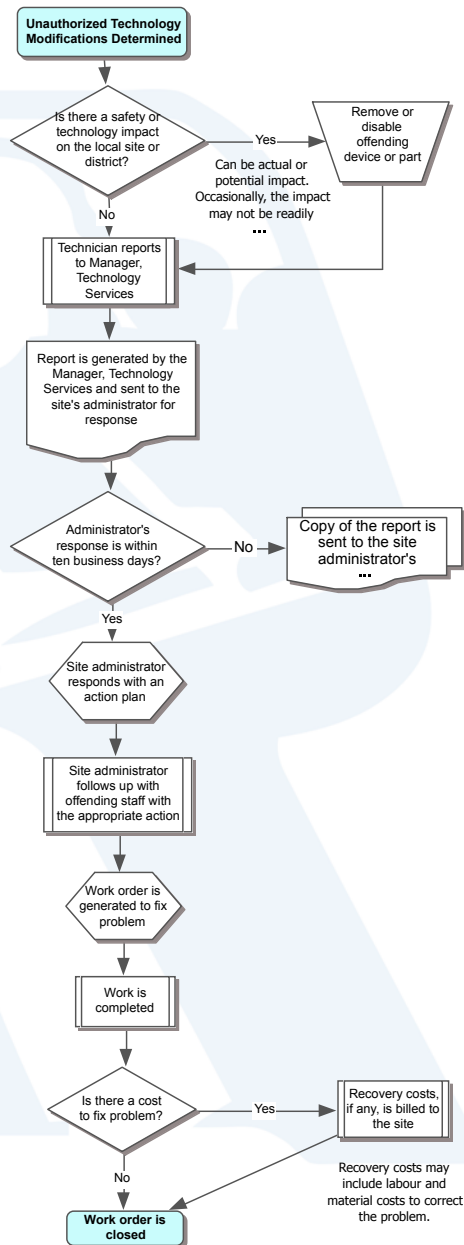 Unauthorized Technology
Modifications Determined
Is there a safety or
technology impact
on the local site or
district?
Yes
Remove or
disable
offending
device or part
Can be actual or
potential impact.
Occasionally, the impact
may not be readily
...
No
Technician reports
to Manager,
Technology
Services
Report is generated by the
Manager, Technology
Services and sent to the
site's administrator for
response
Administrator's
response is within
ten business days?
No
Copy of the report is
sent to the site
administrator's
...
Yes
Site administrator
responds with an
action plan
Site administrator
follows up with
offending staff with
the appropriate action
Work order is
generated to fix
problem
Work is
completed
Is there a cost
to fix problem?
Yes
Recovery costs,
if any, is billed to
the site
Recovery costs may
include labour and
material costs to correct
the problem.
No
Work order is
closed